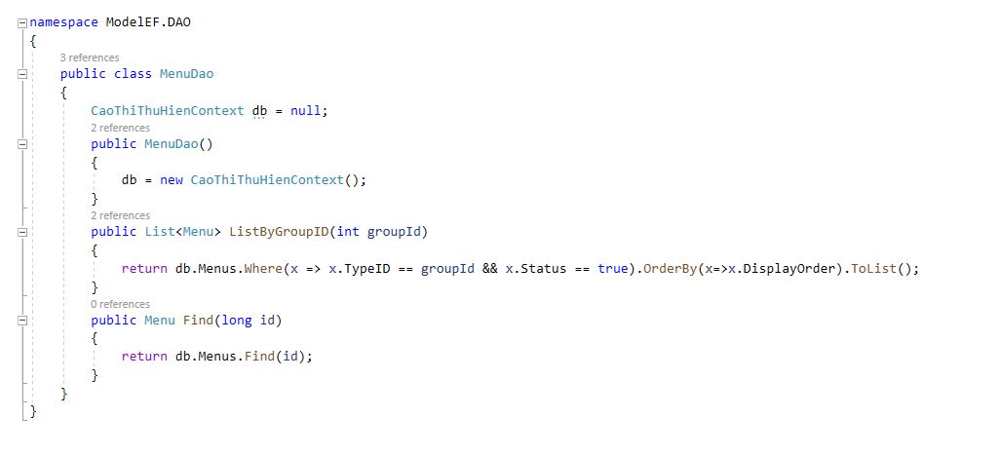 namespace ModelEF.DAO
{
3 references
public class MenuDao
{
CaoThiThuHienContext db = null;
2 references
public MenuDao()
{
db = new CaoThiThuHienContext();
}
2 references
public List<Menu> ListByGroupID(int groupId)
{
return db.Menus.Where(x => x.TypeID == groupId && x.Status == true).OrderBy(x=>x.DisplayOrder).ToList();
}
0 references
public Menu Find(long id)
{
return db.Menus.Find(id);
}
}
}